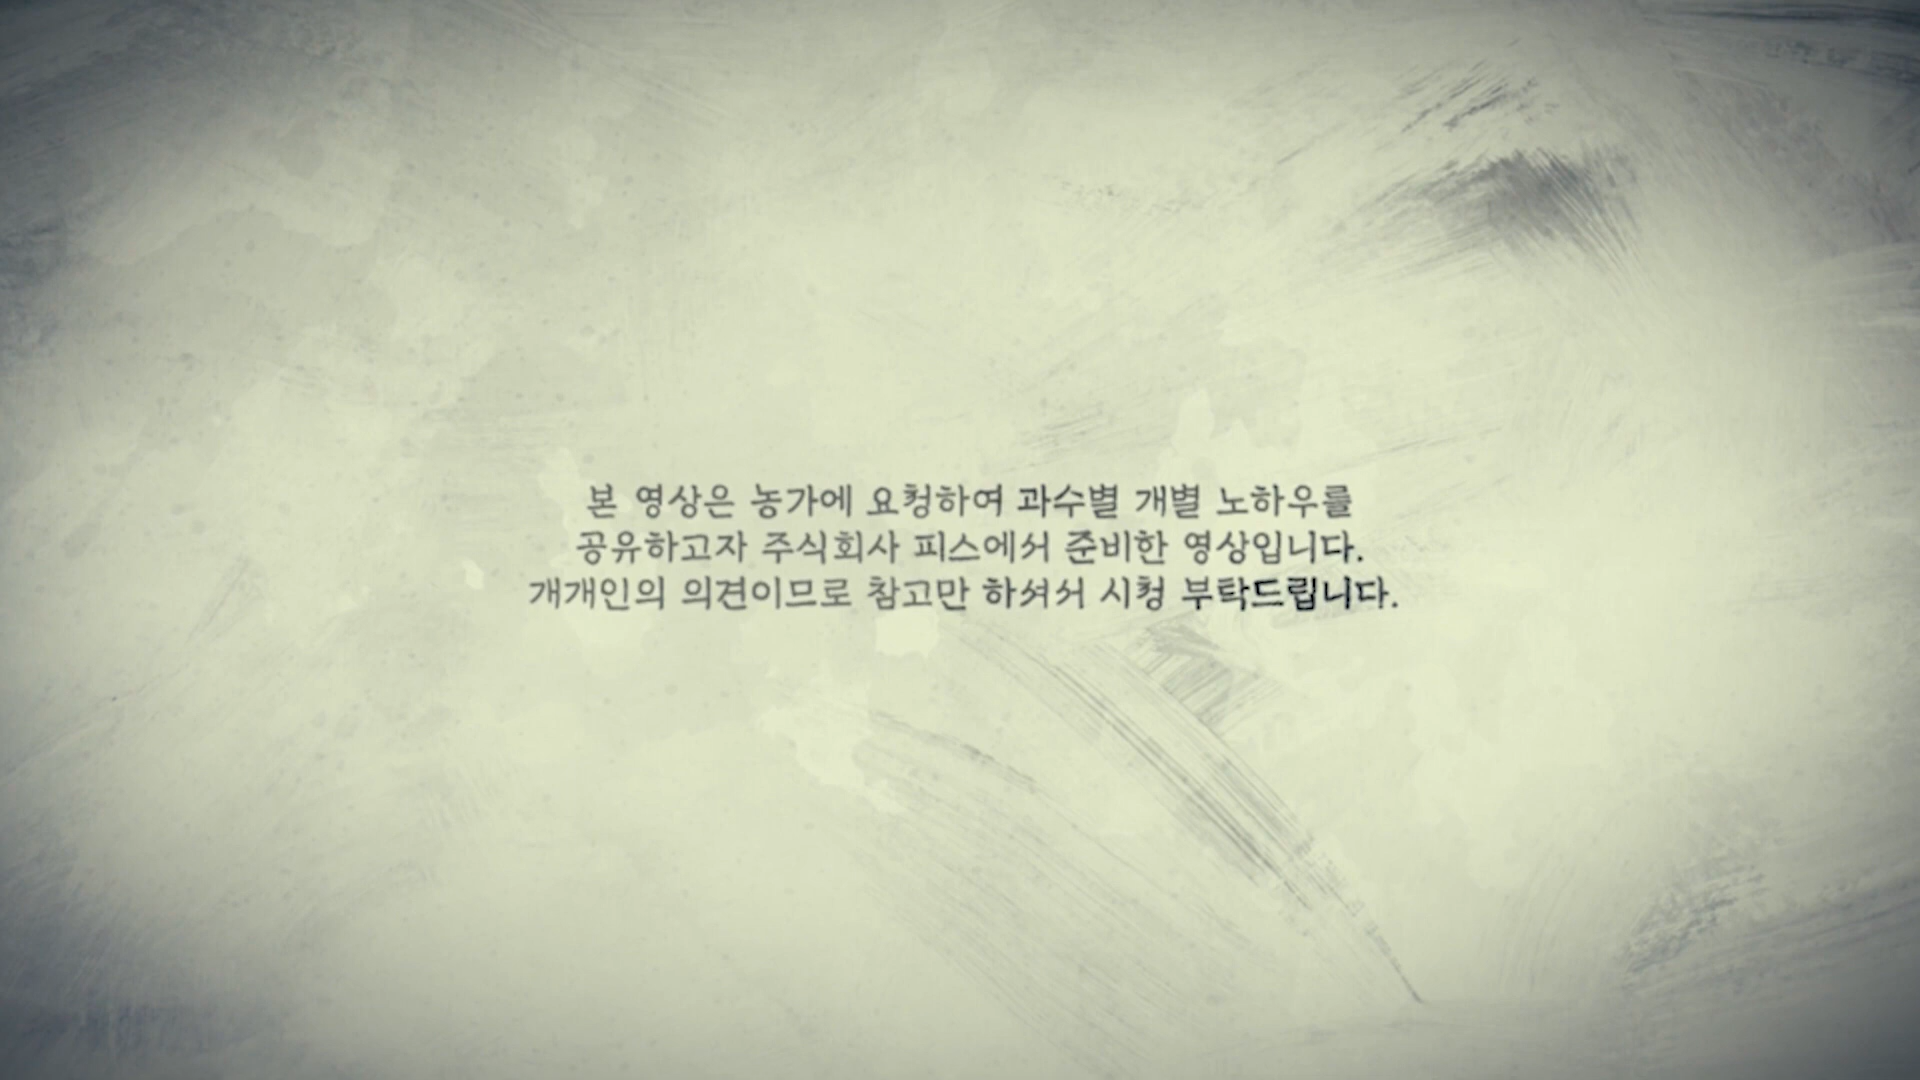 본 영상은 농가에 요청하여 과수별 개별 노하우를
공유하고자 주식회사 피스에서 준비한 영상입니다.
개개인의 의견이므로 참고만 하셔서 시청 부탁드립니다.